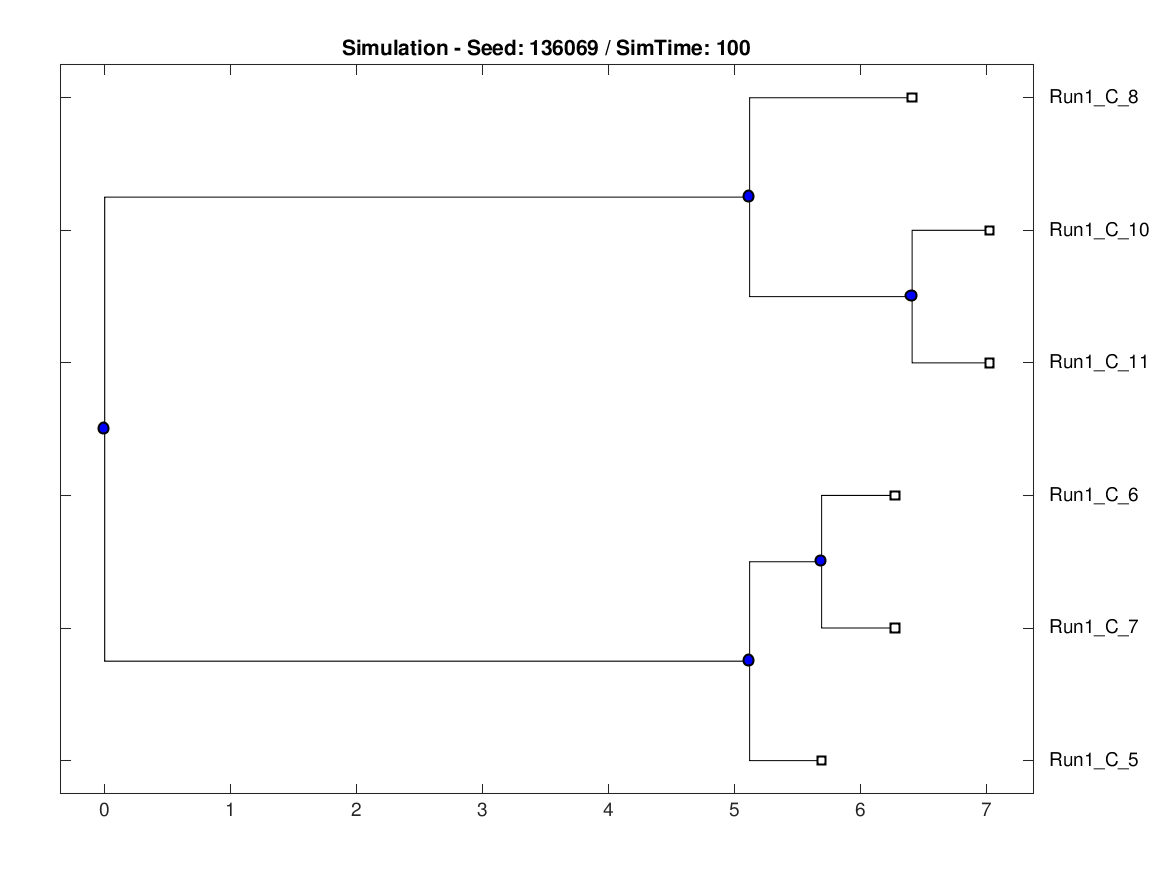 Simulation - Seed: 136069 / SimTime: 100
Run1_C_8
Run1_C_10
Run1_C_11
Run1_C_6
Run1_C_7
Run1_C_5
0 1 2 3 4 5 6 7